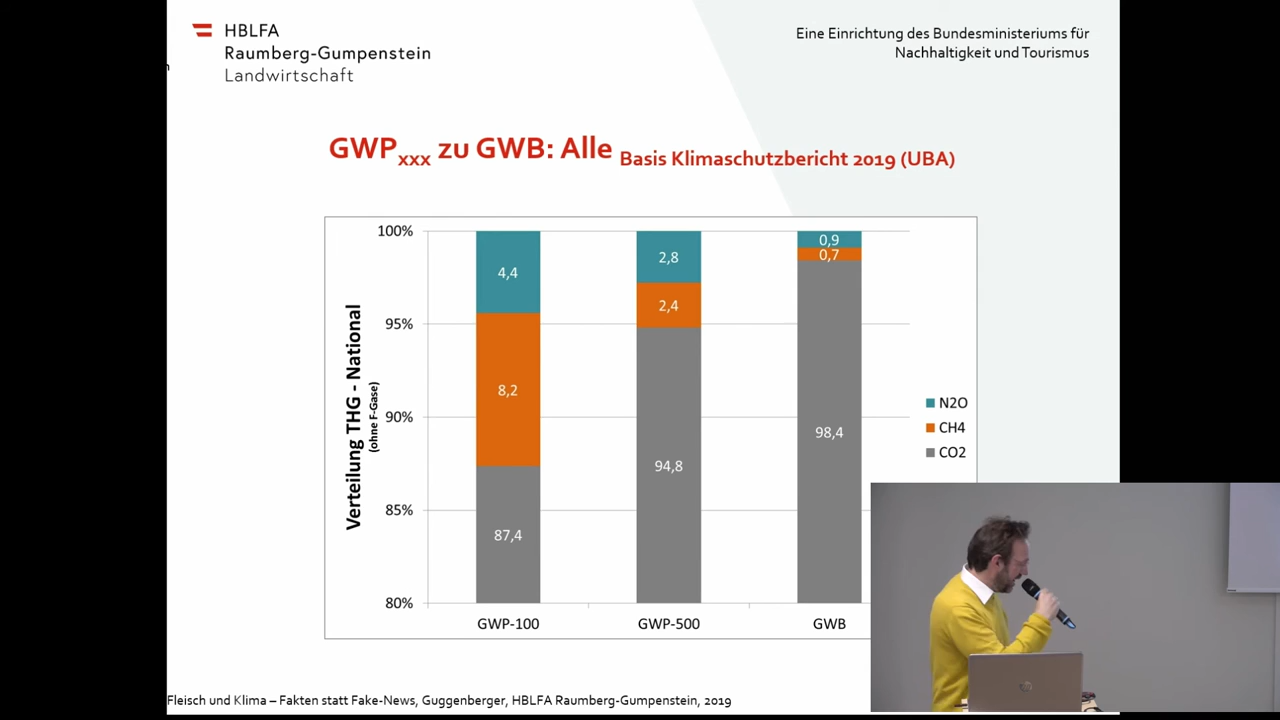 HBLFA
Raumberg-Gumpenstein
Landwirtschaft
Eine Einrichtung des Bundesministeriums für
Nachhaltigkeit und Tourismus
GWPxxx zu GWB: Alle Basis Klimaschutzbericht 2019 (UBA)
Verteilung THG - National
(ohne F-Gase)
100%
95%
90%
85%
80%
4,4
8,2
87,4
2,8
2,4
94,8
0,9
0,7
98,4
N2O
CH4
CO2
GWP-100
GWP-500
GWB
Fleisch und Klima – Fakten statt Fake-News, Guggenberger, HBLFA Raumberg-Gumpenstein, 2019